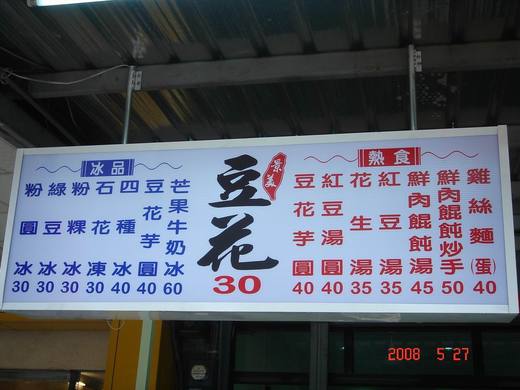 熱食
雞絲麵(蛋) 40
鮮肉餛飩炒手 50
鮮肉餛飩湯 45
紅豆湯 35
花生湯 35
紅豆湯圓 40
豆花芋圓 40
景美
豆花
30
冰品
芒果牛奶冰 60
豆花芋圓 40
四種冰 40
石花凍 30
粉粿冰 30
綠豆冰 30
粉圓冰 30
2008 5 27